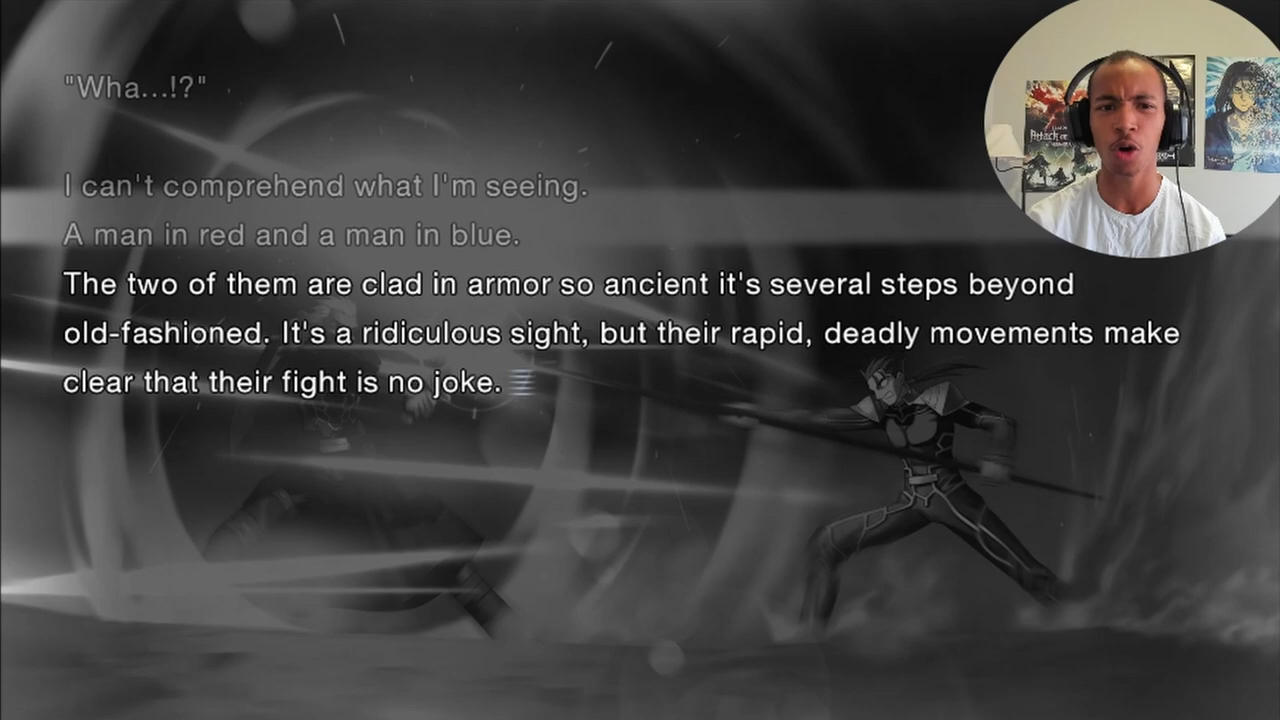 "Wha...!?"
I can't comprehend what I'm seeing.
A man in red and a man in blue.
The two of them are clad in armor so ancient it's several steps beyond
old-fashioned. It's a ridiculous sight, but their rapid, deadly movements make
clear that their fight is no joke.
Attack on